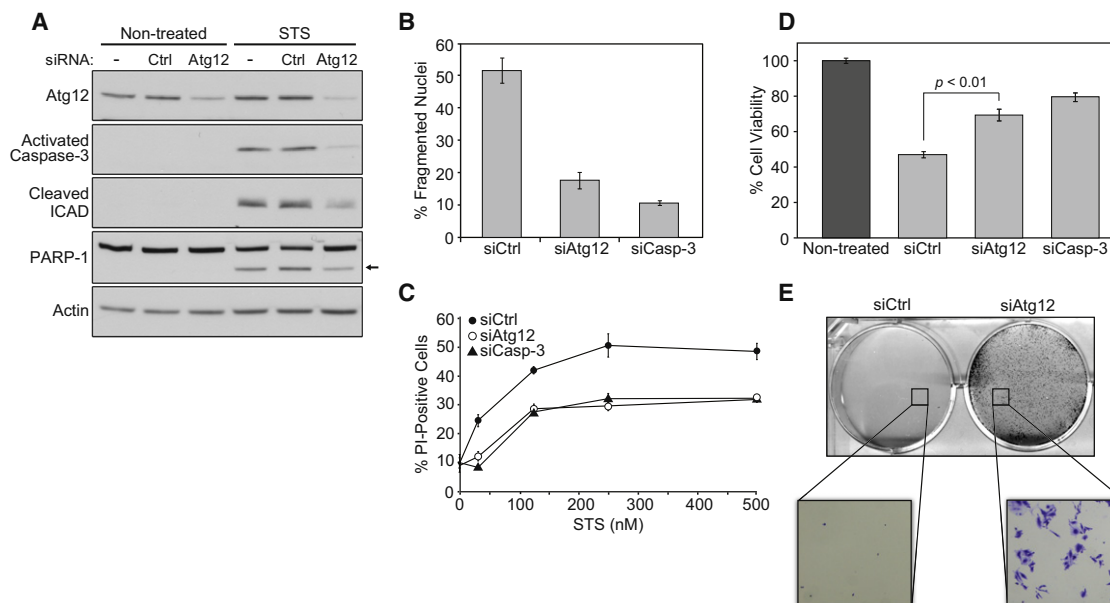 A
Non-treated STS
siRNA: - Ctrl Atg12 - Ctrl Atg12
Atg12
Activated
Caspase-3
Cleaved
ICAD
PARP-1
Actin
B
% Fragmented Nuclei
60
50
40
30
20
10
0
siCtrl siAtg12 siCasp-3
C
% PI-Positive Cells
60
50
40
30
20
10
0
siCtrl
siAtg12
siCasp-3
0 100 200 300 400 500
STS (nM)
D
% Cell Viability
100
80
60
40
20
0
p < 0.01
Non-treated siCtrl siAtg12 siCasp-3
E
siCtrl siAtg12